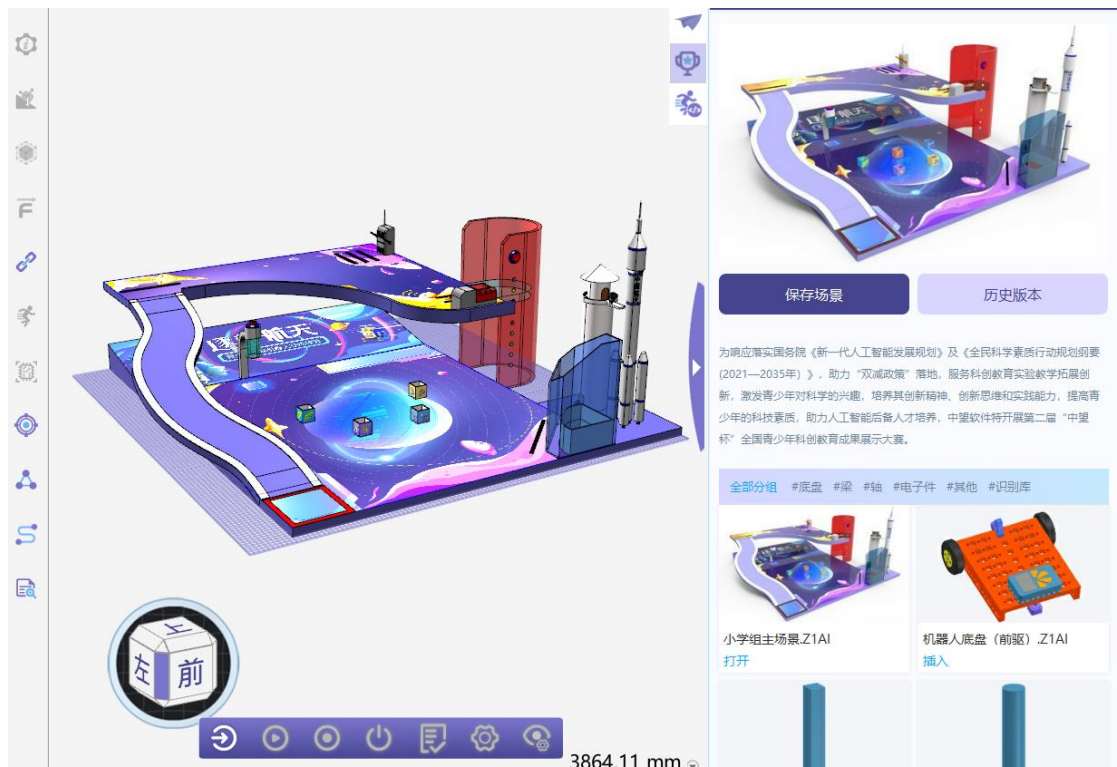 F
航天
上
左
前
3864.11 mm
保存场景
历史版本
为响应落实国务院《新一代人工智能发展规划》及《全民科学素质行动规划纲要
(2021—2035年) 》，助力“双减政策”落地，服务科创教育实验教学拓展创
新，激发青少年对科学的兴趣，培养其创新精神、创新思维和实践能力，提高青
少年的科技素质，助力人工智能后备人才培养，中望软件特开展第二届“中望
杯”全国青少年科创教育成果展示大赛。
全部分组 #底盘 #梁 #轴 #电子件 #其他 #识别库
小学组主场景.Z1AI
打开
机器人底盘（前驱）.Z1AI
插入